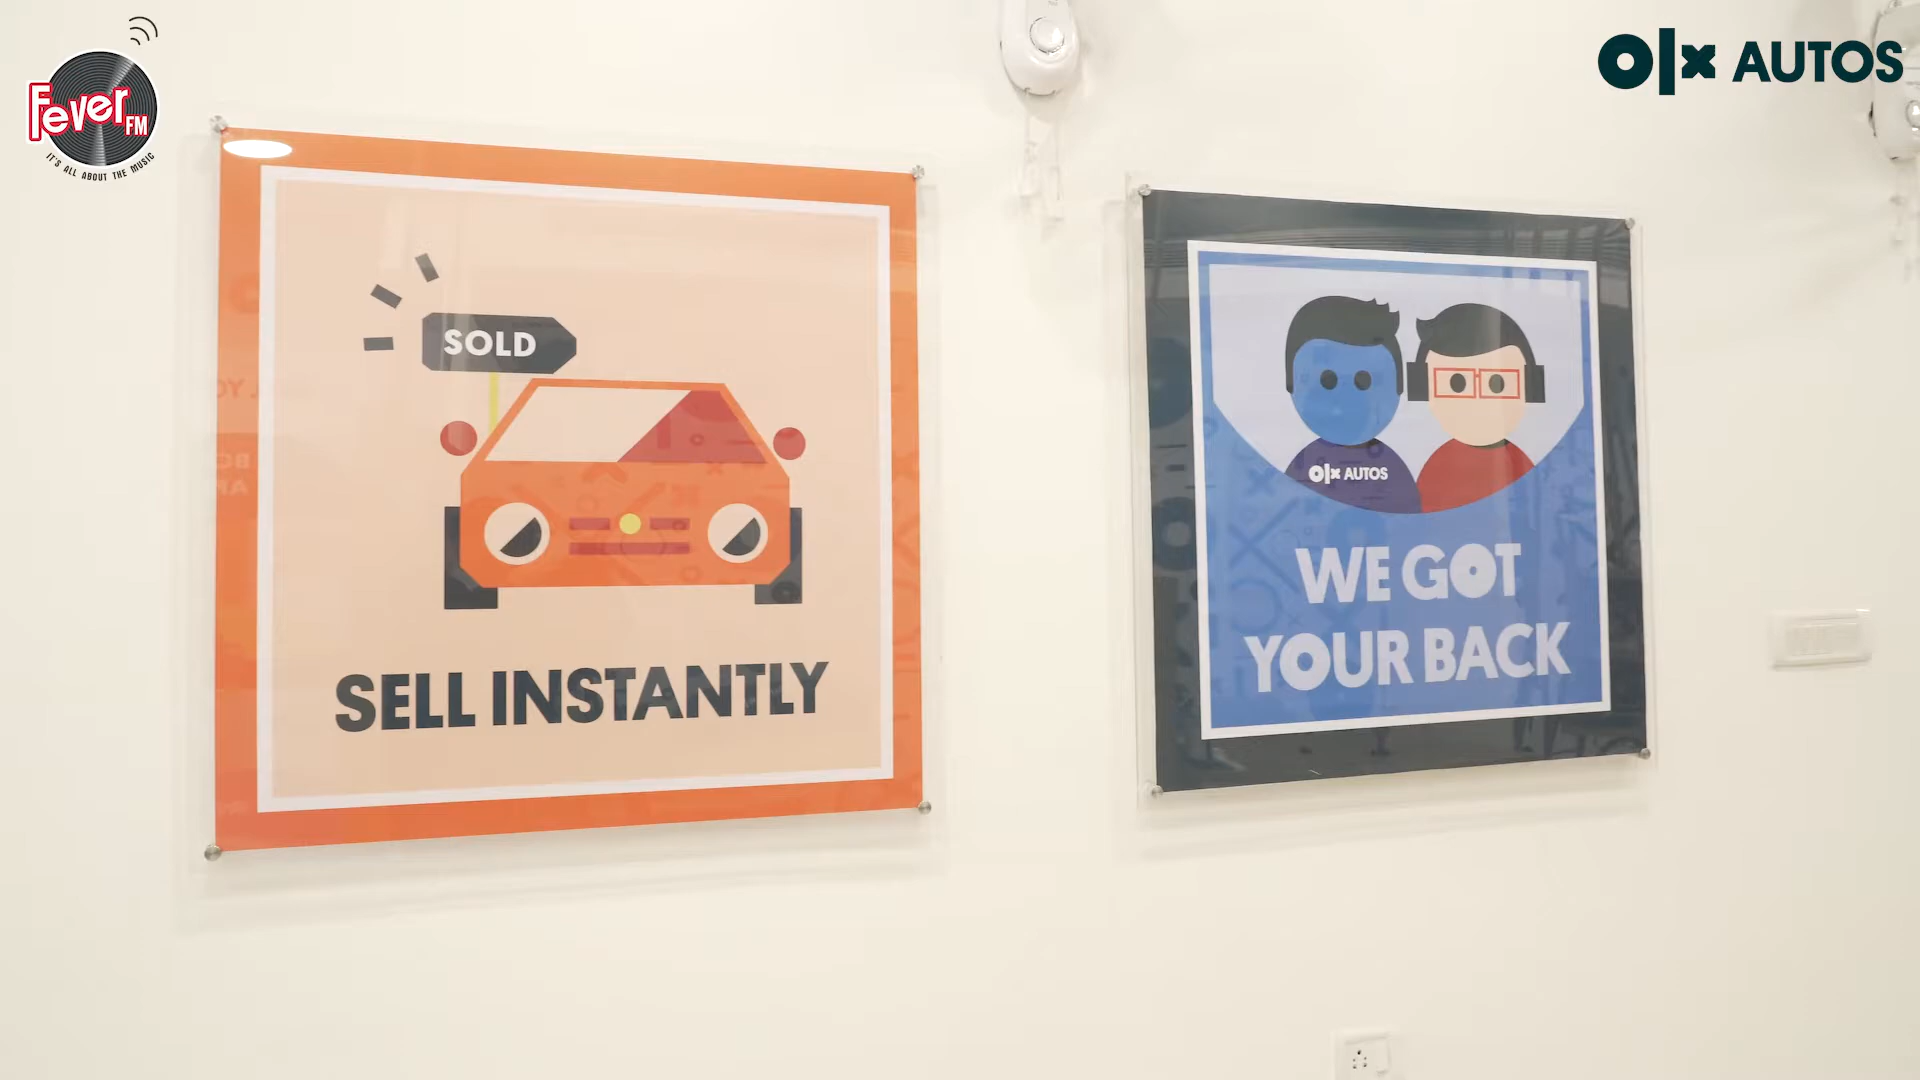 Fever
FM
IT'S ALL ABOUT THE MUSIC
olx AUTOS
SOLD
SELL INSTANTLY
olx AUTOS
WE GOT
YOUR BACK